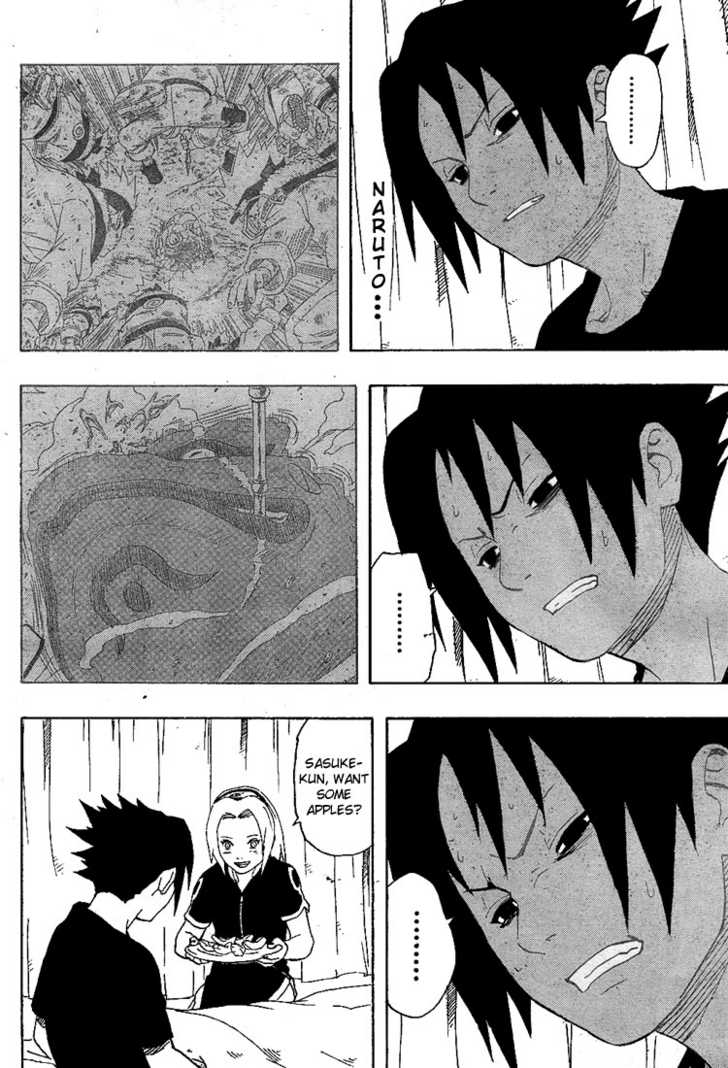 .........
NARUTO...
.........
.........
SASUKE-
KUN, WANT
SOME
APPLES?